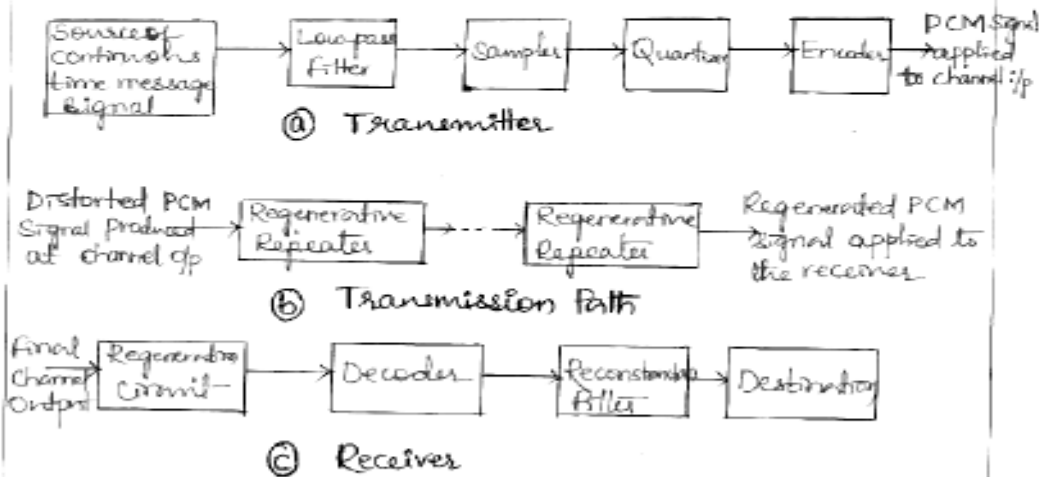 Source of
continuous
time message
signal
Low pass
filter
Sampler
Quantizer
Encoder
PCM Signal
applied
to channel i/p
ⓐ Transmitter
Distorted PCM
Signal Produced
at channel o/p
Regenerative
Repeater
Regenerative
Repeater
Regenerated PCM
signal applied to
the receiver
ⓑ Transmission Path
Final
Channel
Output
Regenerative
Circuit
Decoder
Reconstruction
filter
Destination
ⓒ Receiver